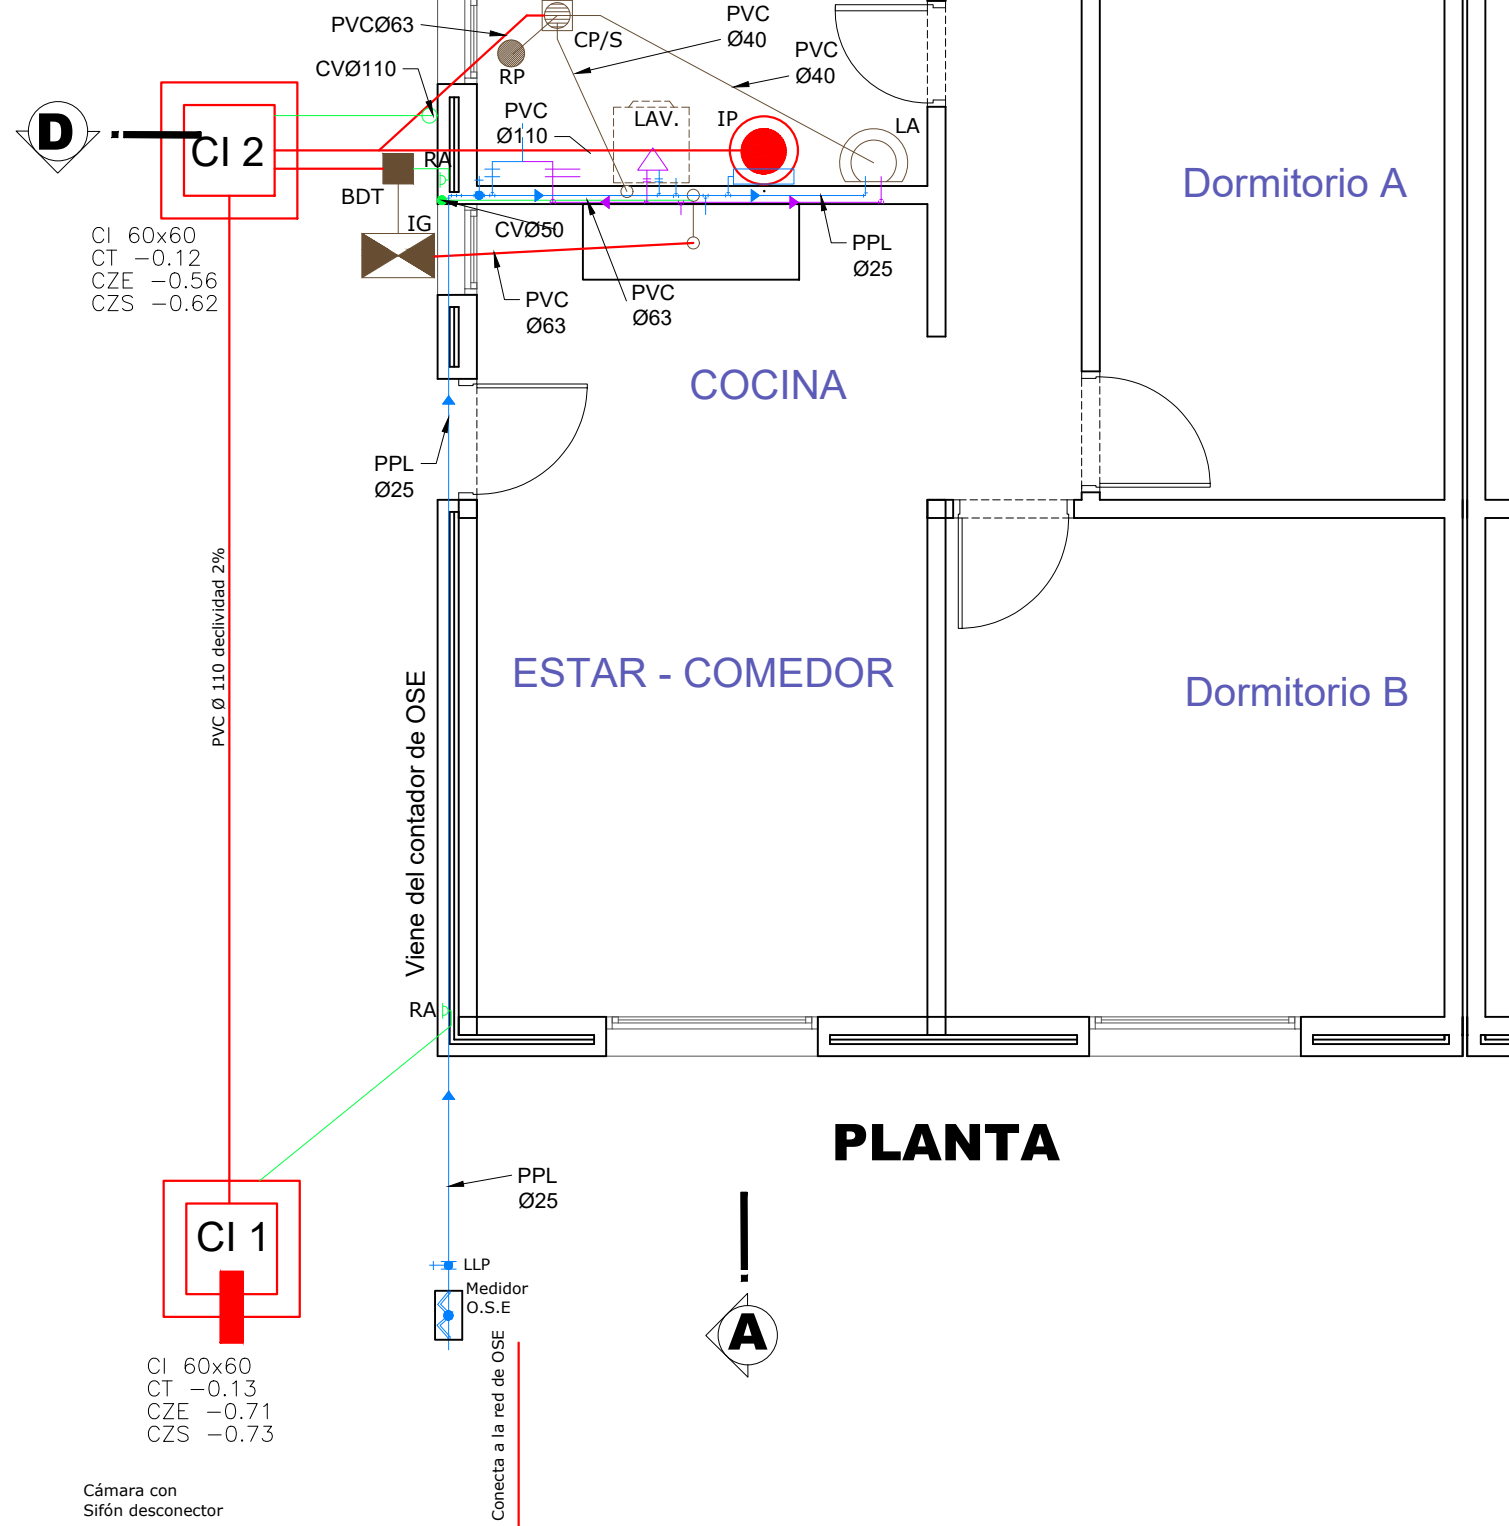 PVCØ63
CP/S
PVC
Ø40
PVC
Ø40
CVØ110
RP
D
CI 2
PVC
Ø110
LAV.
IP
LA
RA
BDT
IG
CVØ50
PPL
Ø25
Dormitorio A
CI 60x60
CT -0.12
CZE -0.56
CZS -0.62
PVC
Ø63
PVC
Ø63
COCINA
PPL
Ø25
PVC Ø 110 declividad 2%
Viene del contador de OSE
ESTAR - COMEDOR
Dormitorio B
RA
PLANTA
PPL
Ø25
CI 1
LLP
Medidor
O.S.E
A
Conecta a la red de OSE
CI 60x60
CT -0.13
CZE -0.71
CZS -0.73
Cámara con
Sifón desconector